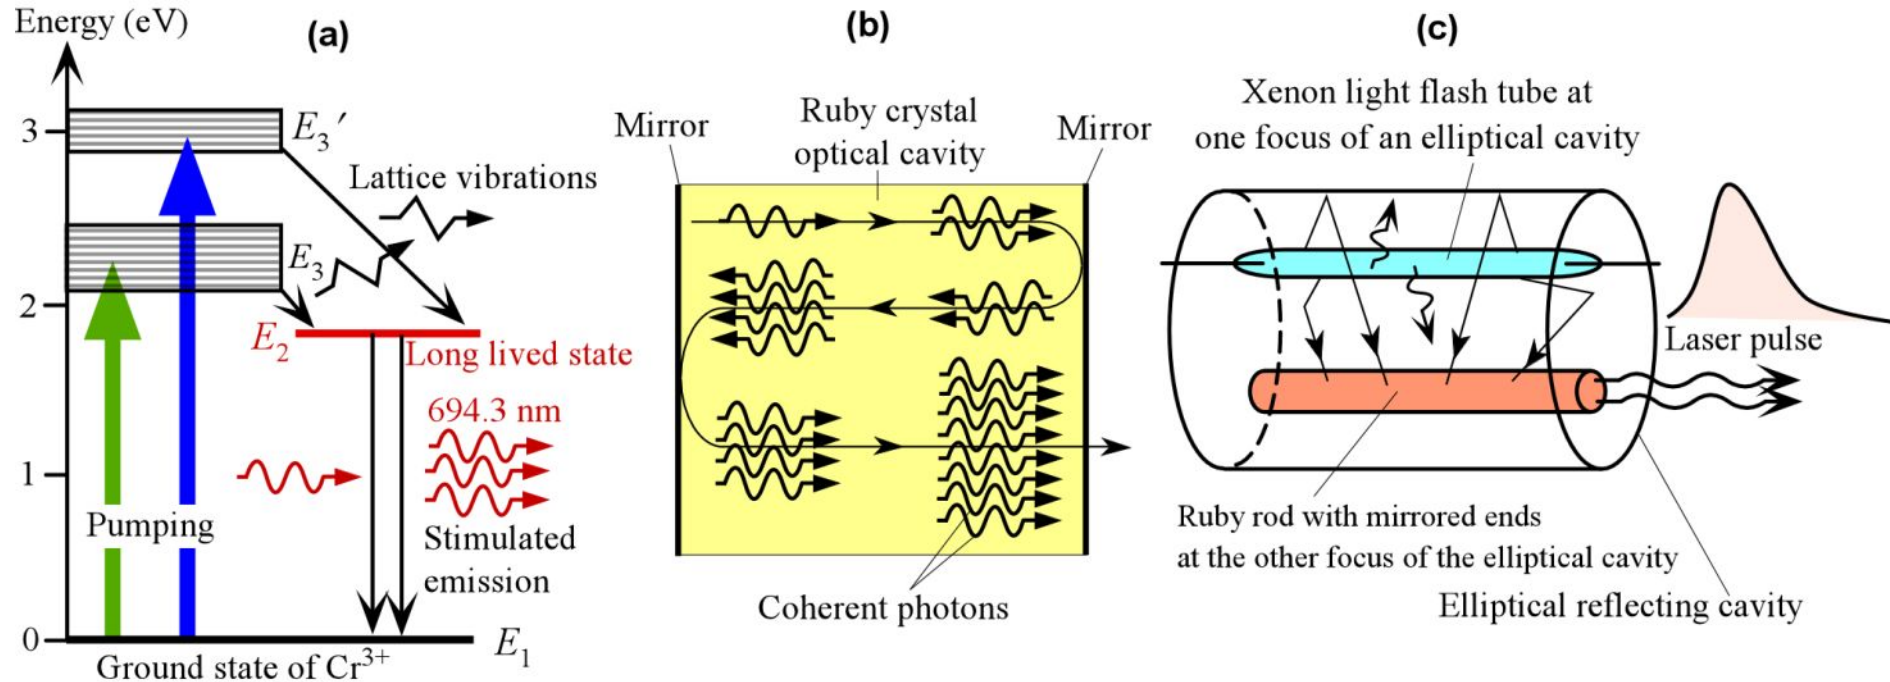 Energy (eV)
(a)
3
2
1
0
E₃′
Lattice vibrations
E₃
E₂
Long lived state
694.3 nm
Pumping
Stimulated
emission
E₁
Ground state of Cr³⁺
(b)
Mirror
Ruby crystal
optical cavity
Mirror
Coherent photons
(c)
Xenon light flash tube at
one focus of an elliptical cavity
Laser pulse
Ruby rod with mirrored ends
at the other focus of the elliptical cavity
Elliptical reflecting cavity